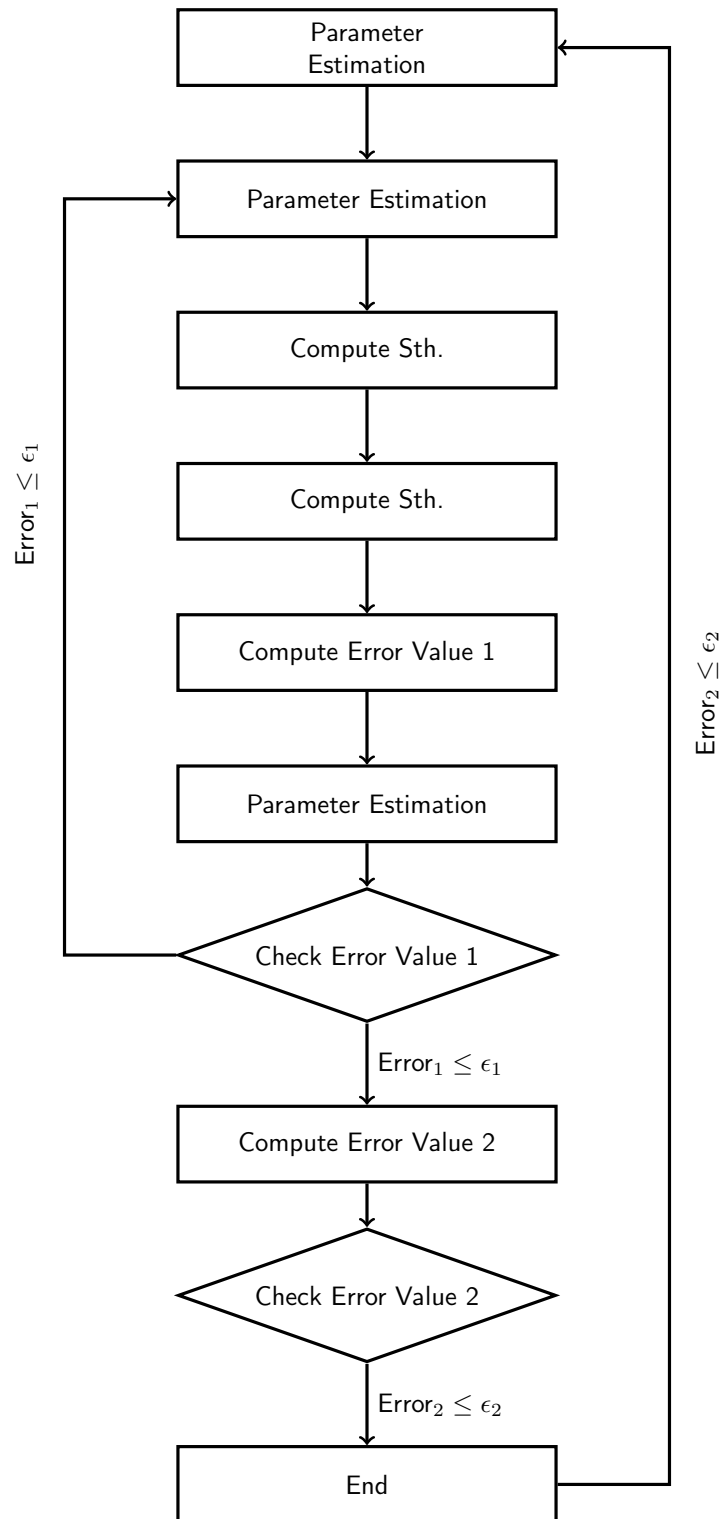 Parameter
Estimation
Parameter Estimation
Compute Sth.
Error₁ ≤ ϵ₁
Compute Sth.
Compute Error Value 1
Error₂ ≤ ϵ₂
Parameter Estimation
Check Error Value 1
Error₁ ≤ ϵ₁
Compute Error Value 2
Check Error Value 2
Error₂ ≤ ϵ₂
End